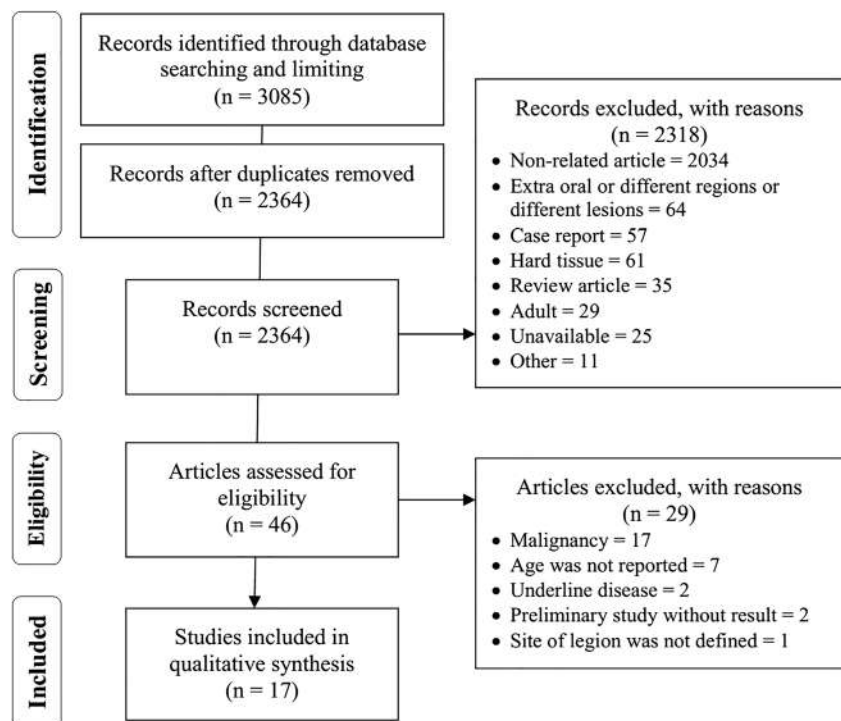 Identification
Records identified through database
searching and limiting
(n = 3085)
Records after duplicates removed
(n = 2364)
Records excluded, with reasons
(n = 2318)
• Non-related article = 2034
• Extra oral or different regions or
different lesions = 64
• Case report = 57
• Hard tissue = 61
• Review article = 35
• Adult = 29
• Unavailable = 25
• Other = 11
Screening
Records screened
(n = 2364)
Eligibility
Articles assessed for
eligibility
(n = 46)
Articles excluded, with reasons
(n = 29)
• Malignancy = 17
• Age was not reported = 7
• Underline disease = 2
• Preliminary study without result = 2
• Site of legion was not defined = 1
Included
Studies included in
qualitative synthesis
(n = 17)